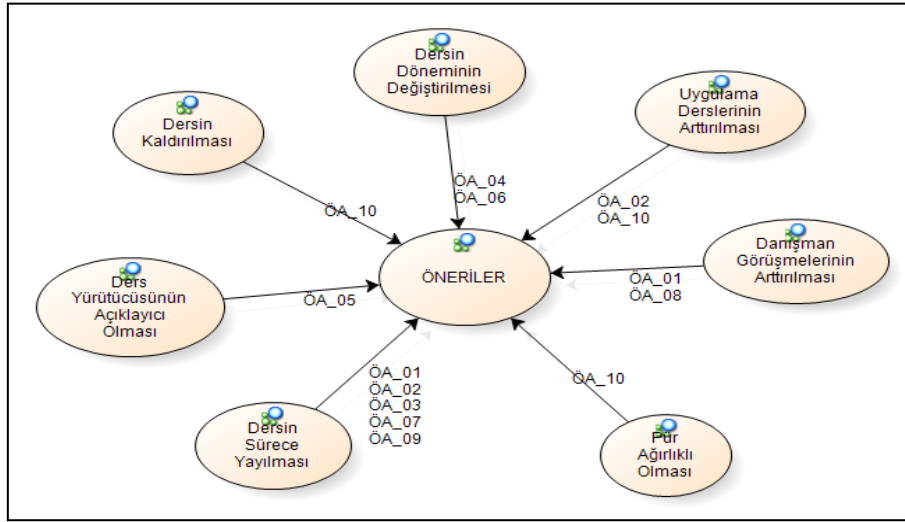 Dersin
Döneminin
Değiştirilmesi
Uygulama
Derslerinin
Arttırılması
Dersin
Kaldırılması
ÖA_04
ÖA_06
ÖA_10
ÖA_02
ÖA_10
Danışman
Görüşmelerinin
Arttırılması
ÖNERİLER
Ders
Yürütücüsünün
Açıklayıcı
Olması
ÖA_05
ÖA_01
ÖA_08
ÖA_01
ÖA_02
ÖA_03
ÖA_07
ÖA_09
ÖA_10
Dersin
Sürece
Yayılması
Pür
Ağırlıklı
Olması